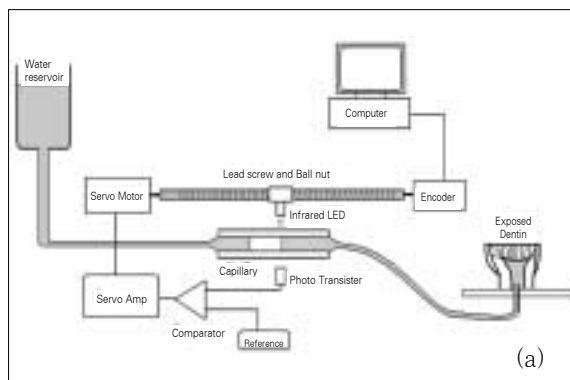 Water
reservoir
Computer
Lead screw and Ball nut
Servo Motor
Encoder
Infrared LED
Exposed
Dentin
Capillary
Photo Transister
Servo Amp
Comparator
Reference
(a)